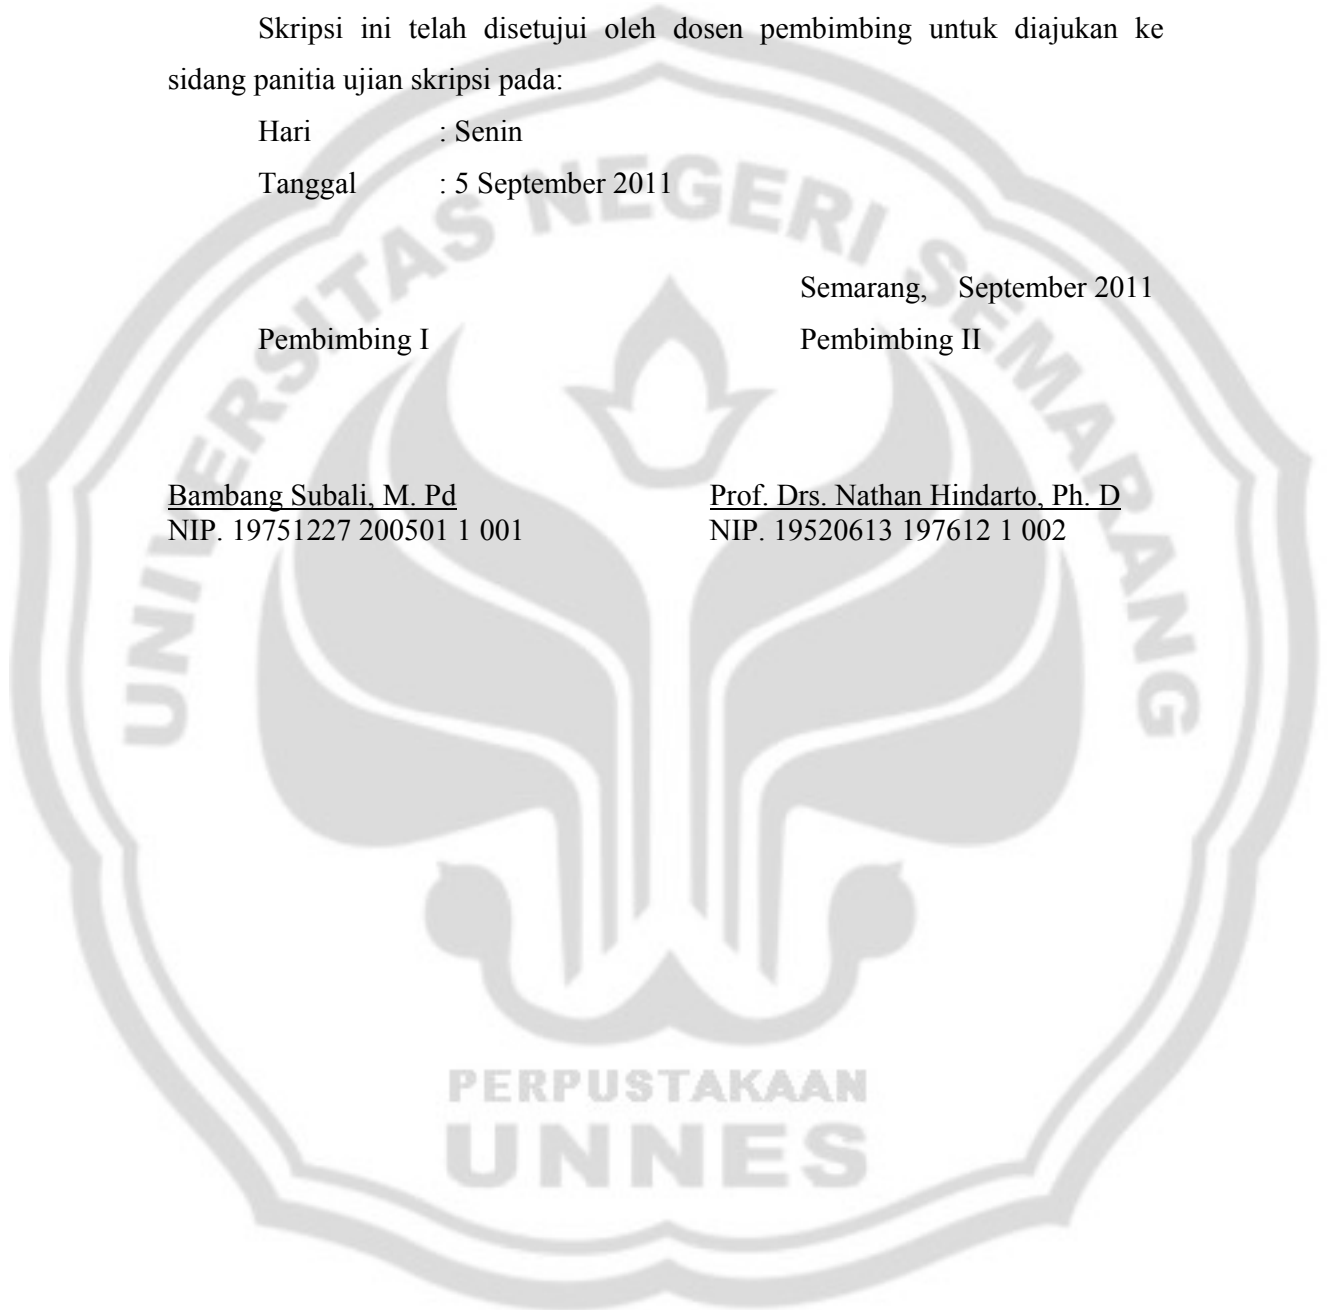 Skripsi ini telah disetujui oleh dosen pembimbing untuk diajukan ke
sidang panitia ujian skripsi pada:
Hari : Senin
Tanggal : 5 September 2011
Semarang, September 2011
Pembimbing I Pembimbing II
Bambang Subali, M. Pd Prof. Drs. Nathan Hindarto, Ph. D
NIP. 19751227 200501 1 001 NIP. 19520613 197612 1 002
UNIVERSITAS NEGERI SEMARANG
PERPUSTAKAAN
UNNES